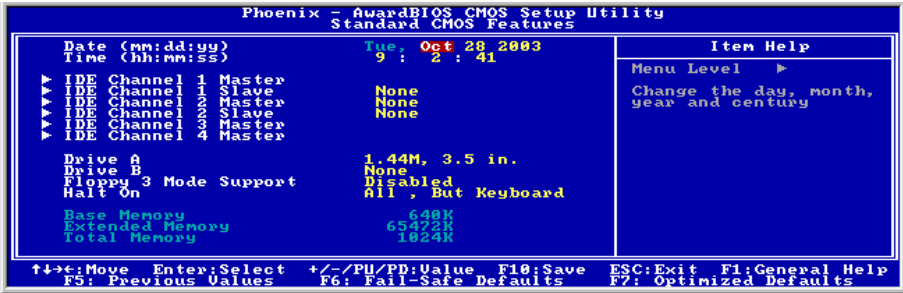 Phoenix - AwardBIOS CMOS Setup Utility
Standard CMOS Features
Date (mm:dd:yy) Tue, Oct 28 2003
Time (hh:mm:ss) 9 : 2 : 41
► IDE Channel 1 Master
► IDE Channel 1 Slave None
► IDE Channel 2 Master None
► IDE Channel 2 Slave None
► IDE Channel 3 Master
► IDE Channel 4 Master
Drive A 1.44M, 3.5 in.
Drive B None
Floppy 3 Mode Support Disabled
Halt On All , But Keyboard
Base Memory 640K
Extended Memory 65472K
Total Memory 1024K
Item Help
Menu Level ►
Change the day, month,
year and century
↑↓→←:Move Enter:Select +/-/PU/PD:Value F10:Save ESC:Exit F1:General Help
F5: Previous Values F6: Fail-Safe Defaults F7: Optimized Defaults